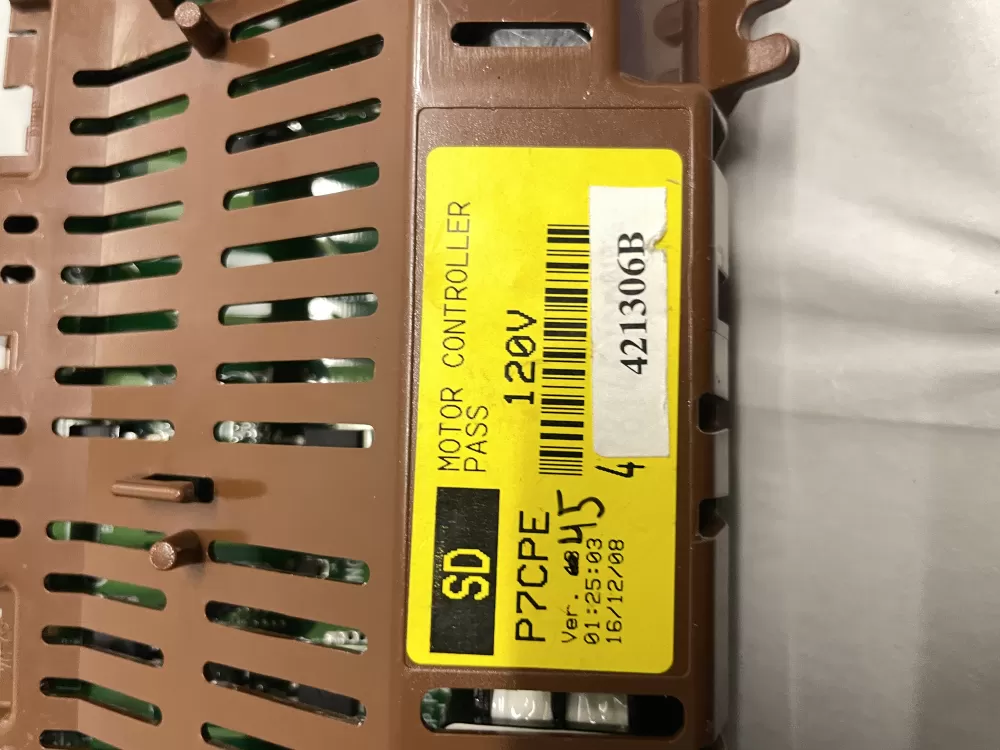 MOTOR CONTROLLER
PASS
SD
120V
P7CPE
Ver. 45
01:25:03
16/12/08
421306B
4